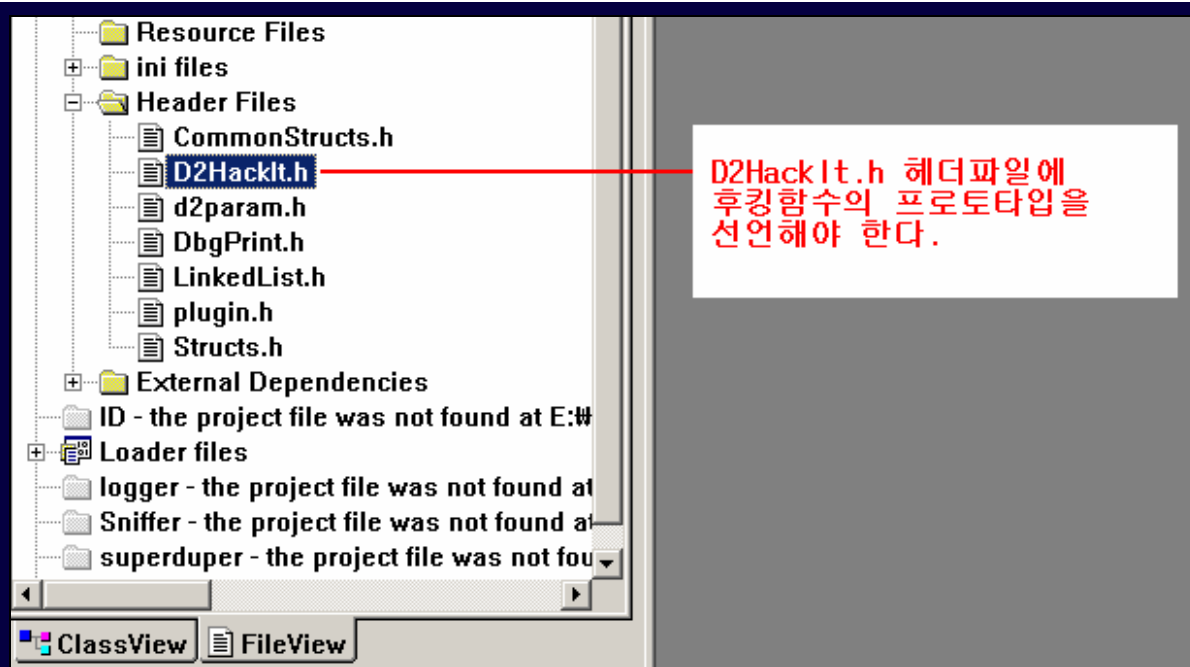 Resource Files
ini files
Header Files
CommonStructs.h
D2HackIt.h
d2param.h
DbgPrint.h
LinkedList.h
plugin.h
Structs.h
External Dependencies
ID - the project file was not found at E:₩
Loader files
logger - the project file was not found at
Sniffer - the project file was not found at
superduper - the project file was not fou
ClassView FileView
D2HackIt.h 헤더파일에
후킹함수의 프로토타입을
선언해야 한다.